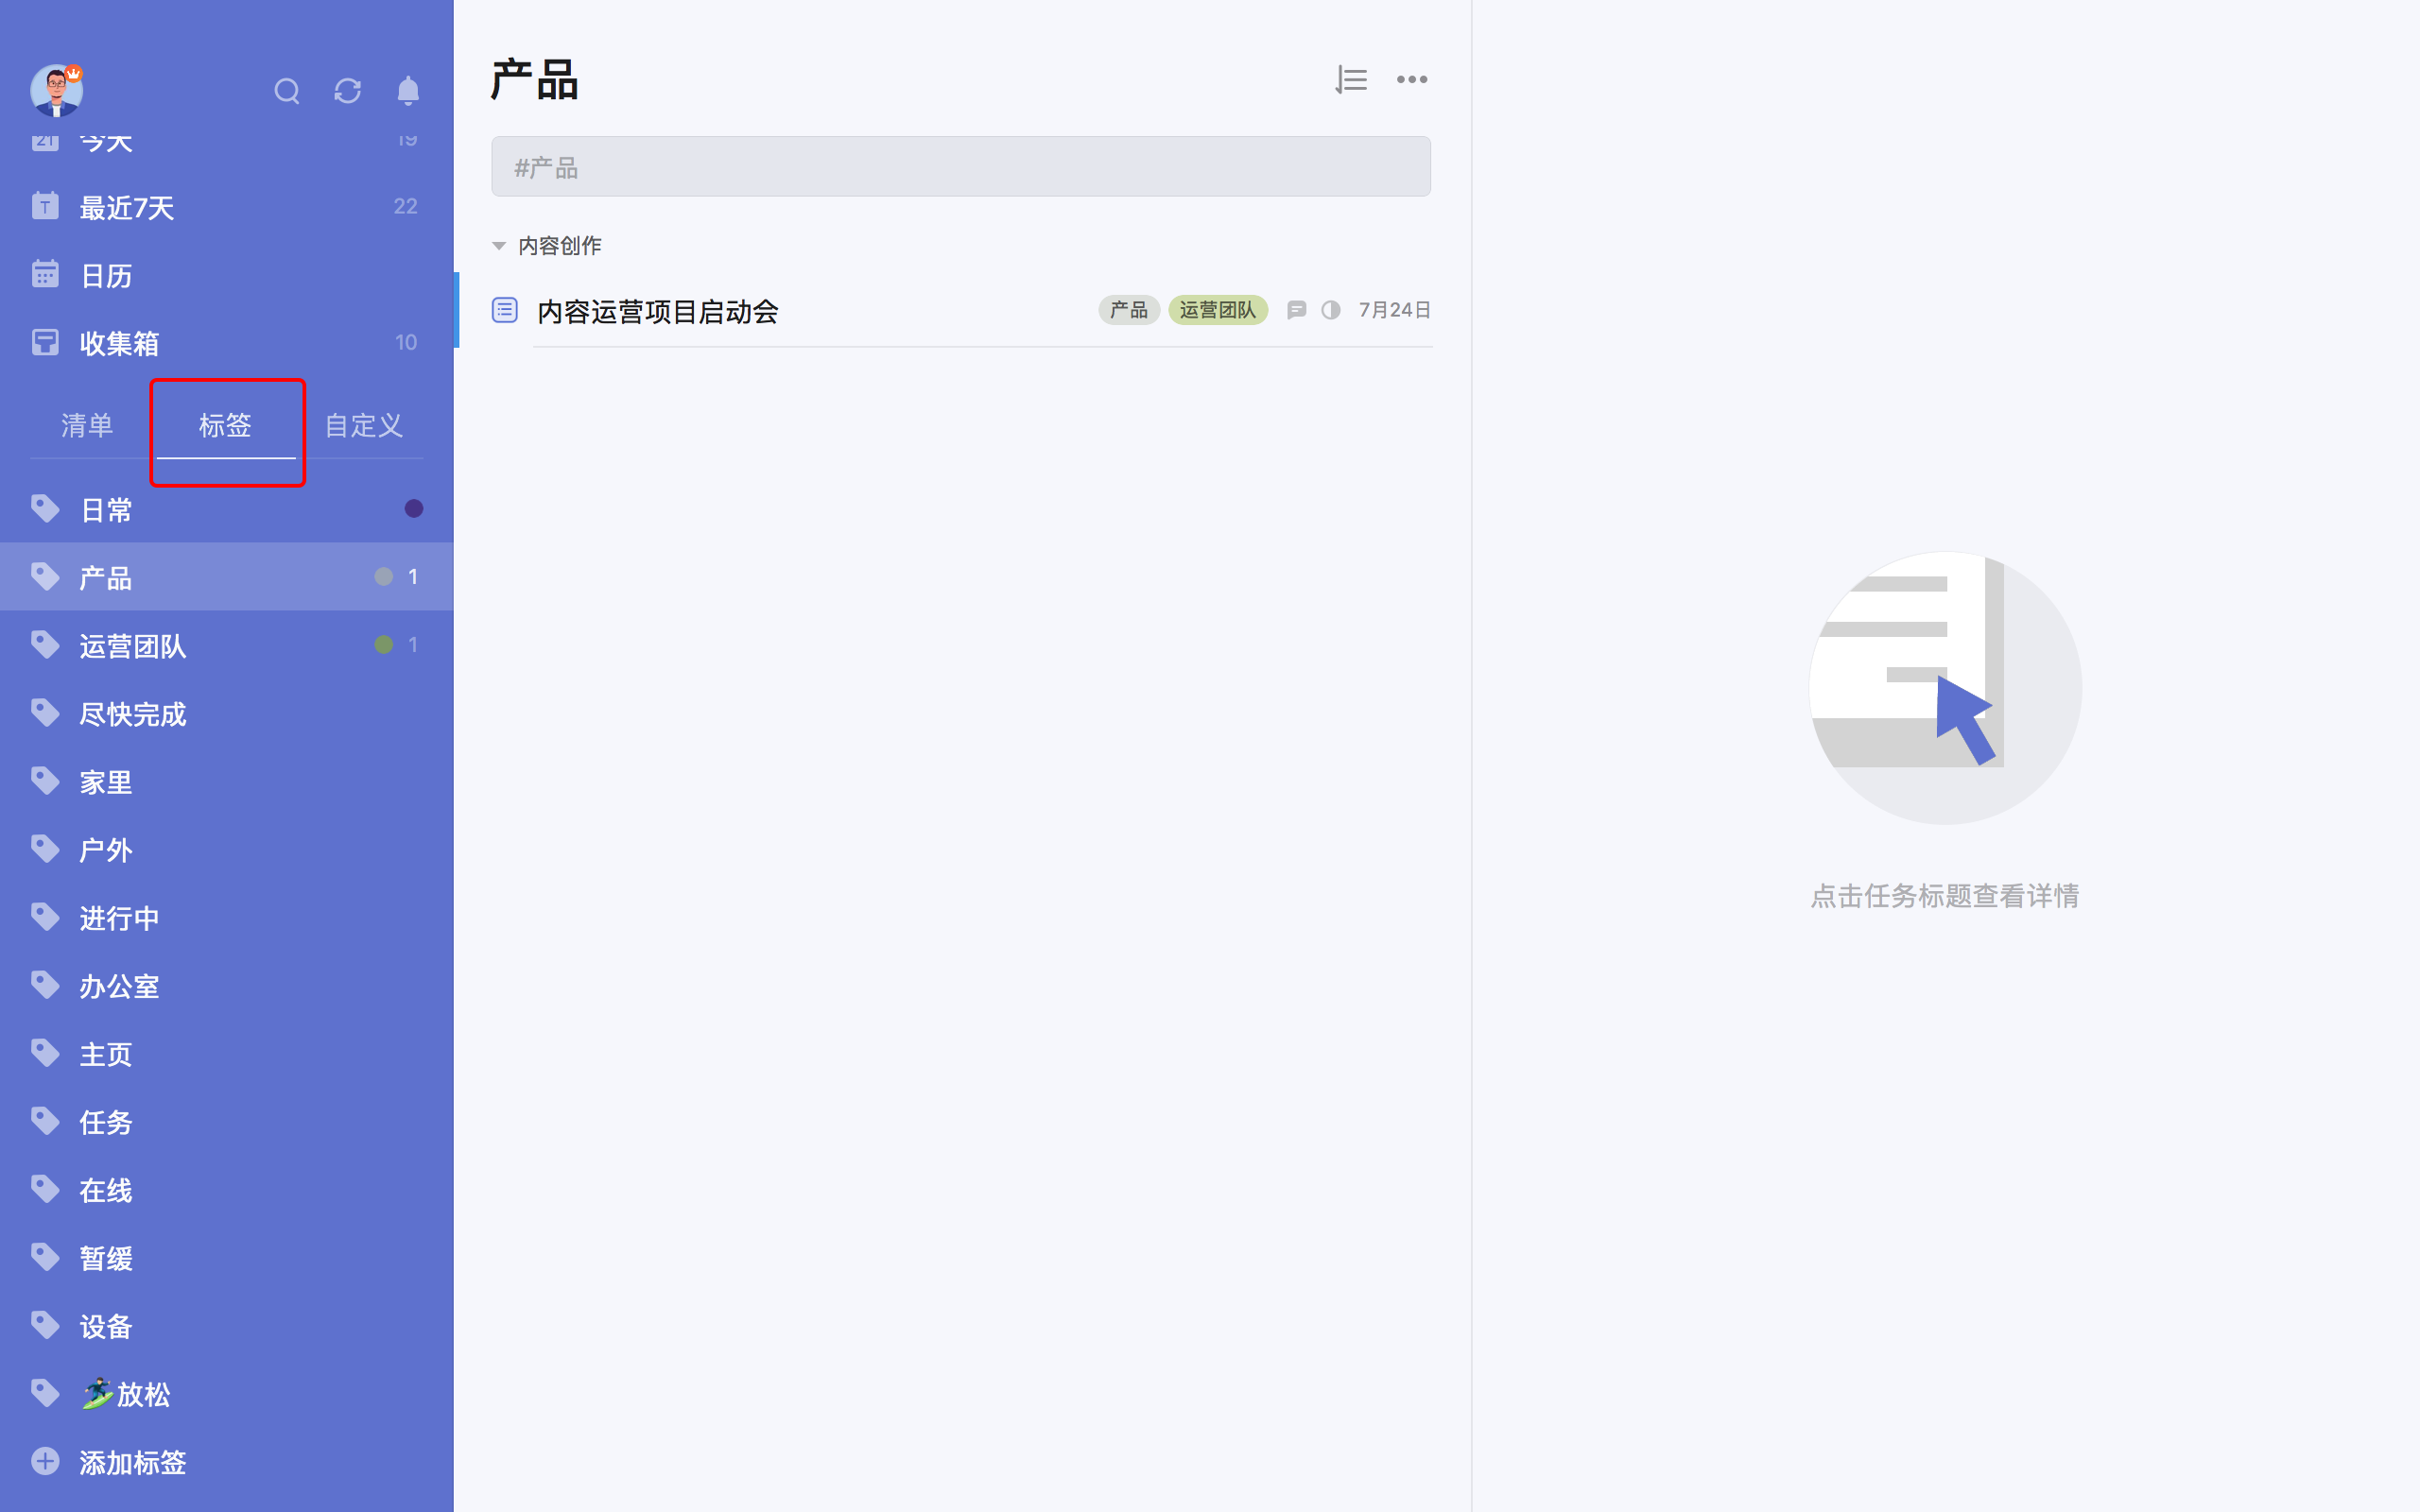 今天 19
最近7天 22
日历
收集箱 10
清单 标签 自定义
日常
产品 1
运营团队 1
尽快完成
家里
户外
进行中
办公室
主页
任务
在线
暂缓
设备
🏄放松
添加标签
产品
#产品
内容创作
内容运营项目启动会 产品 运营团队 7月24日
点击任务标题查看详情